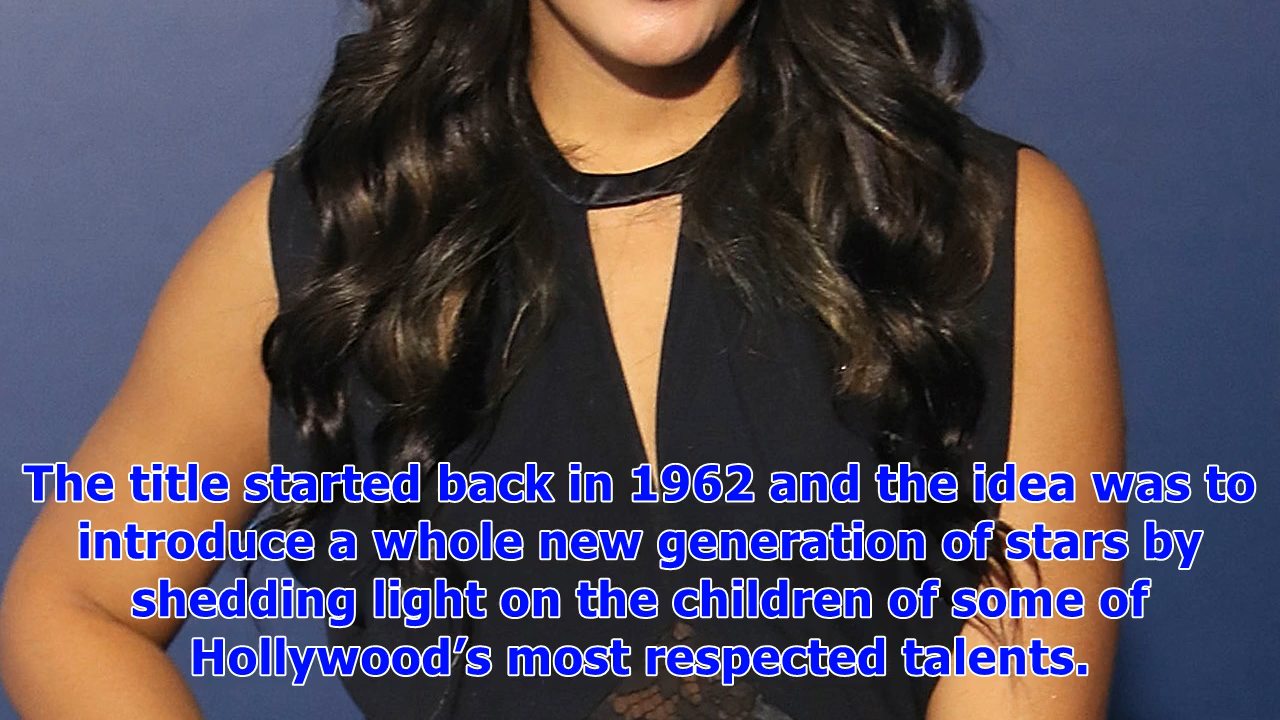 The title started back in 1962 and the idea was to
introduce a whole new generation of stars by
shedding light on the children of some of
Hollywood’s most respected talents.